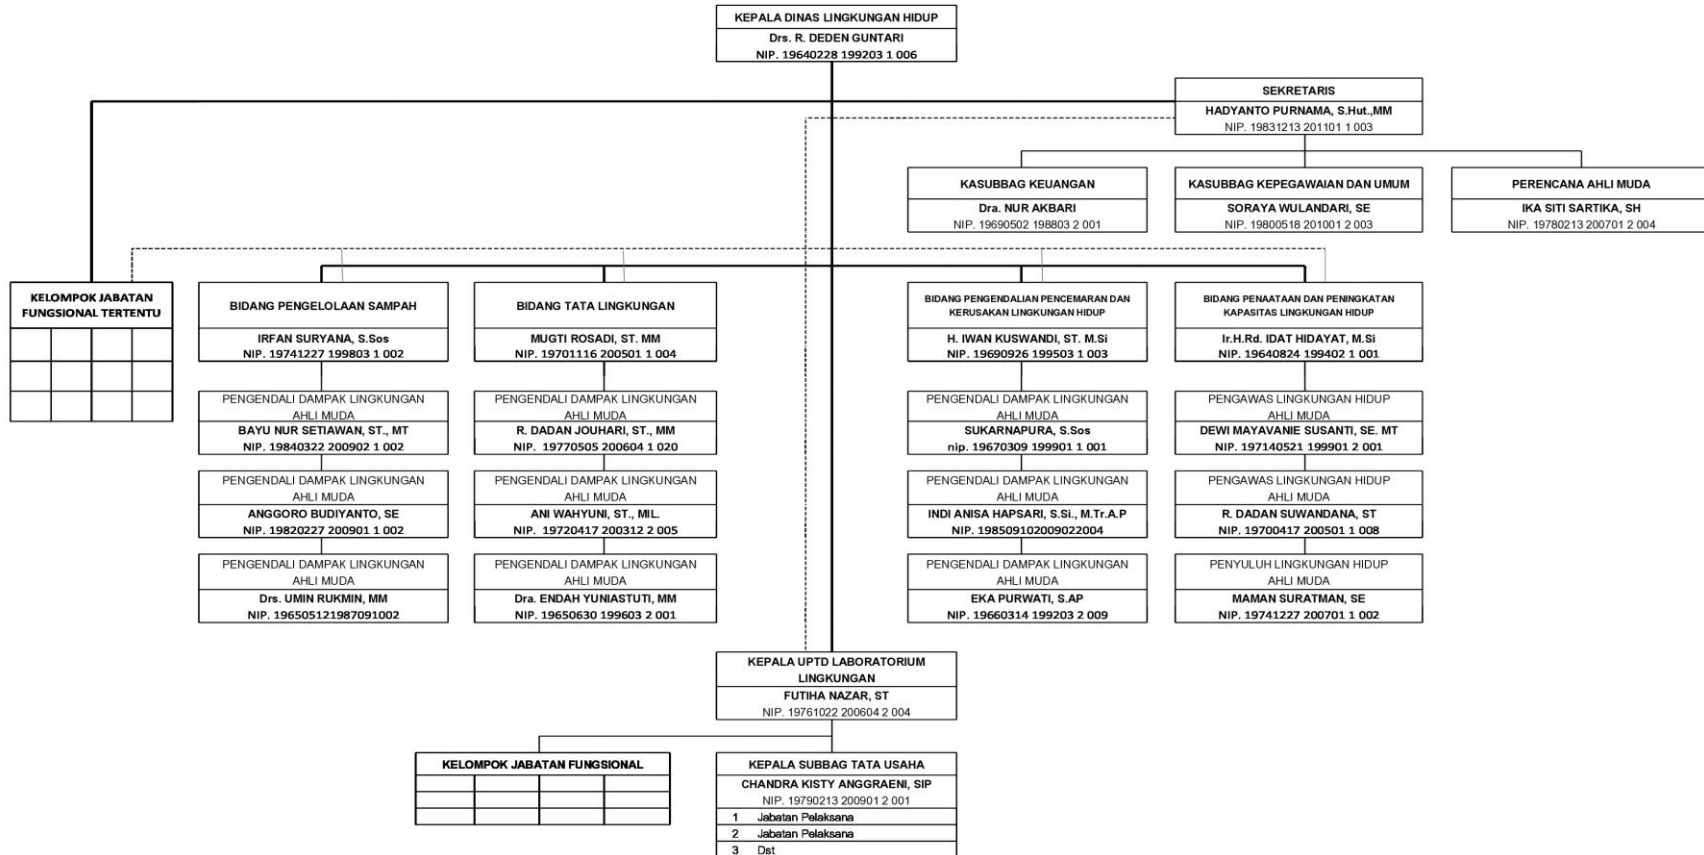 KEPALA DINAS LINGKUNGAN HIDUP
Drs. R. DEDEN GUNTARI
NIP. 19640228 199203 1 006
SEKRETARIS
HADYANTO PURNAMA, S.Hut.,MM
NIP. 19831213 201101 1 003
KASUBBAG KEUANGAN
Dra. NUR AKBARI
NIP. 19690502 198803 2 001
KASUBBAG KEPEGAWAIAN DAN UMUM
SORAYA WULANDARI, SE
NIP. 19800518 201001 2 003
PERENCANA AHLI MUDA
IKA SITI SARTIKA, SH
NIP. 19780213 200701 2 004
KELOMPOK JABATAN
FUNGSIONAL TERTENTU
BIDANG PENGELOLAAN SAMPAH
IRFAN SURYANA, S.Sos
NIP. 19741227 199803 1 002
PENGENDALI DAMPAK LINGKUNGAN
AHLI MUDA
BAYU NUR SETIAWAN, ST., MT
NIP. 19840322 200902 1 002
PENGENDALI DAMPAK LINGKUNGAN
AHLI MUDA
ANGGORO BUDIYANTO, SE
NIP. 19820227 200901 1 002
PENGENDALI DAMPAK LINGKUNGAN
AHLI MUDA
Drs. UMIN RUKMIN, MM
NIP. 196505121987091002
BIDANG TATA LINGKUNGAN
MUGTI ROSADI, ST. MM
NIP. 19701116 200501 1 004
PENGENDALI DAMPAK LINGKUNGAN
AHLI MUDA
R. DADAN JOUHARI, ST., MM
NIP. 19770505 200604 1 020
PENGENDALI DAMPAK LINGKUNGAN
AHLI MUDA
ANI WAHYUNI, ST., MIL.
NIP. 19720417 200312 2 005
PENGENDALI DAMPAK LINGKUNGAN
AHLI MUDA
Dra. ENDAH YUNIASTUTI, MM
NIP. 19650630 199603 2 001
BIDANG PENGENDALIAN PENCEMARAN DAN
KERUSAKAN LINGKUNGAN HIDUP
H. IWAN KUSWANDI, ST. M.Si
NIP. 19690926 199503 1 003
PENGENDALI DAMPAK LINGKUNGAN
AHLI MUDA
SUKARNAPURA, S.Sos
nip. 19670309 199901 1 001
PENGENDALI DAMPAK LINGKUNGAN
AHLI MUDA
INDI ANISA HAPSARI, S.Si., M.Tr.A.P
NIP. 198509102009022004
PENGENDALI DAMPAK LINGKUNGAN
AHLI MUDA
EKA PURWATI, S.AP
NIP. 19660314 199203 2 009
BIDANG PENAATAAN DAN PENINGKATAN
KAPASITAS LINGKUNGAN HIDUP
Ir.H.Rd. IDAT HIDAYAT, M.Si
NIP. 19640824 199402 1 001
PENGAWAS LINGKUNGAN HIDUP
AHLI MUDA
DEWI MAYAVANIE SUSANTI, SE. MT
NIP. 197140521 199901 2 001
PENGAWAS LINGKUNGAN HIDUP
AHLI MUDA
R. DADAN SUWANDANA, ST
NIP. 19700417 200501 1 008
PENYULUH LINGKUNGAN HIDUP
AHLI MUDA
MAMAN SURATMAN, SE
NIP. 19741227 200701 1 002
KEPALA UPTD LABORATORIUM
LINGKUNGAN
FUTIHA NAZAR, ST
NIP. 19761022 200604 2 004
KELOMPOK JABATAN FUNGSIONAL
KEPALA SUBBAG TATA USAHA
CHANDRA KISTY ANGGRAENI, SIP
NIP. 19790213 200901 2 001
1 Jabatan Pelaksana
2 Jabatan Pelaksana
3 Dst